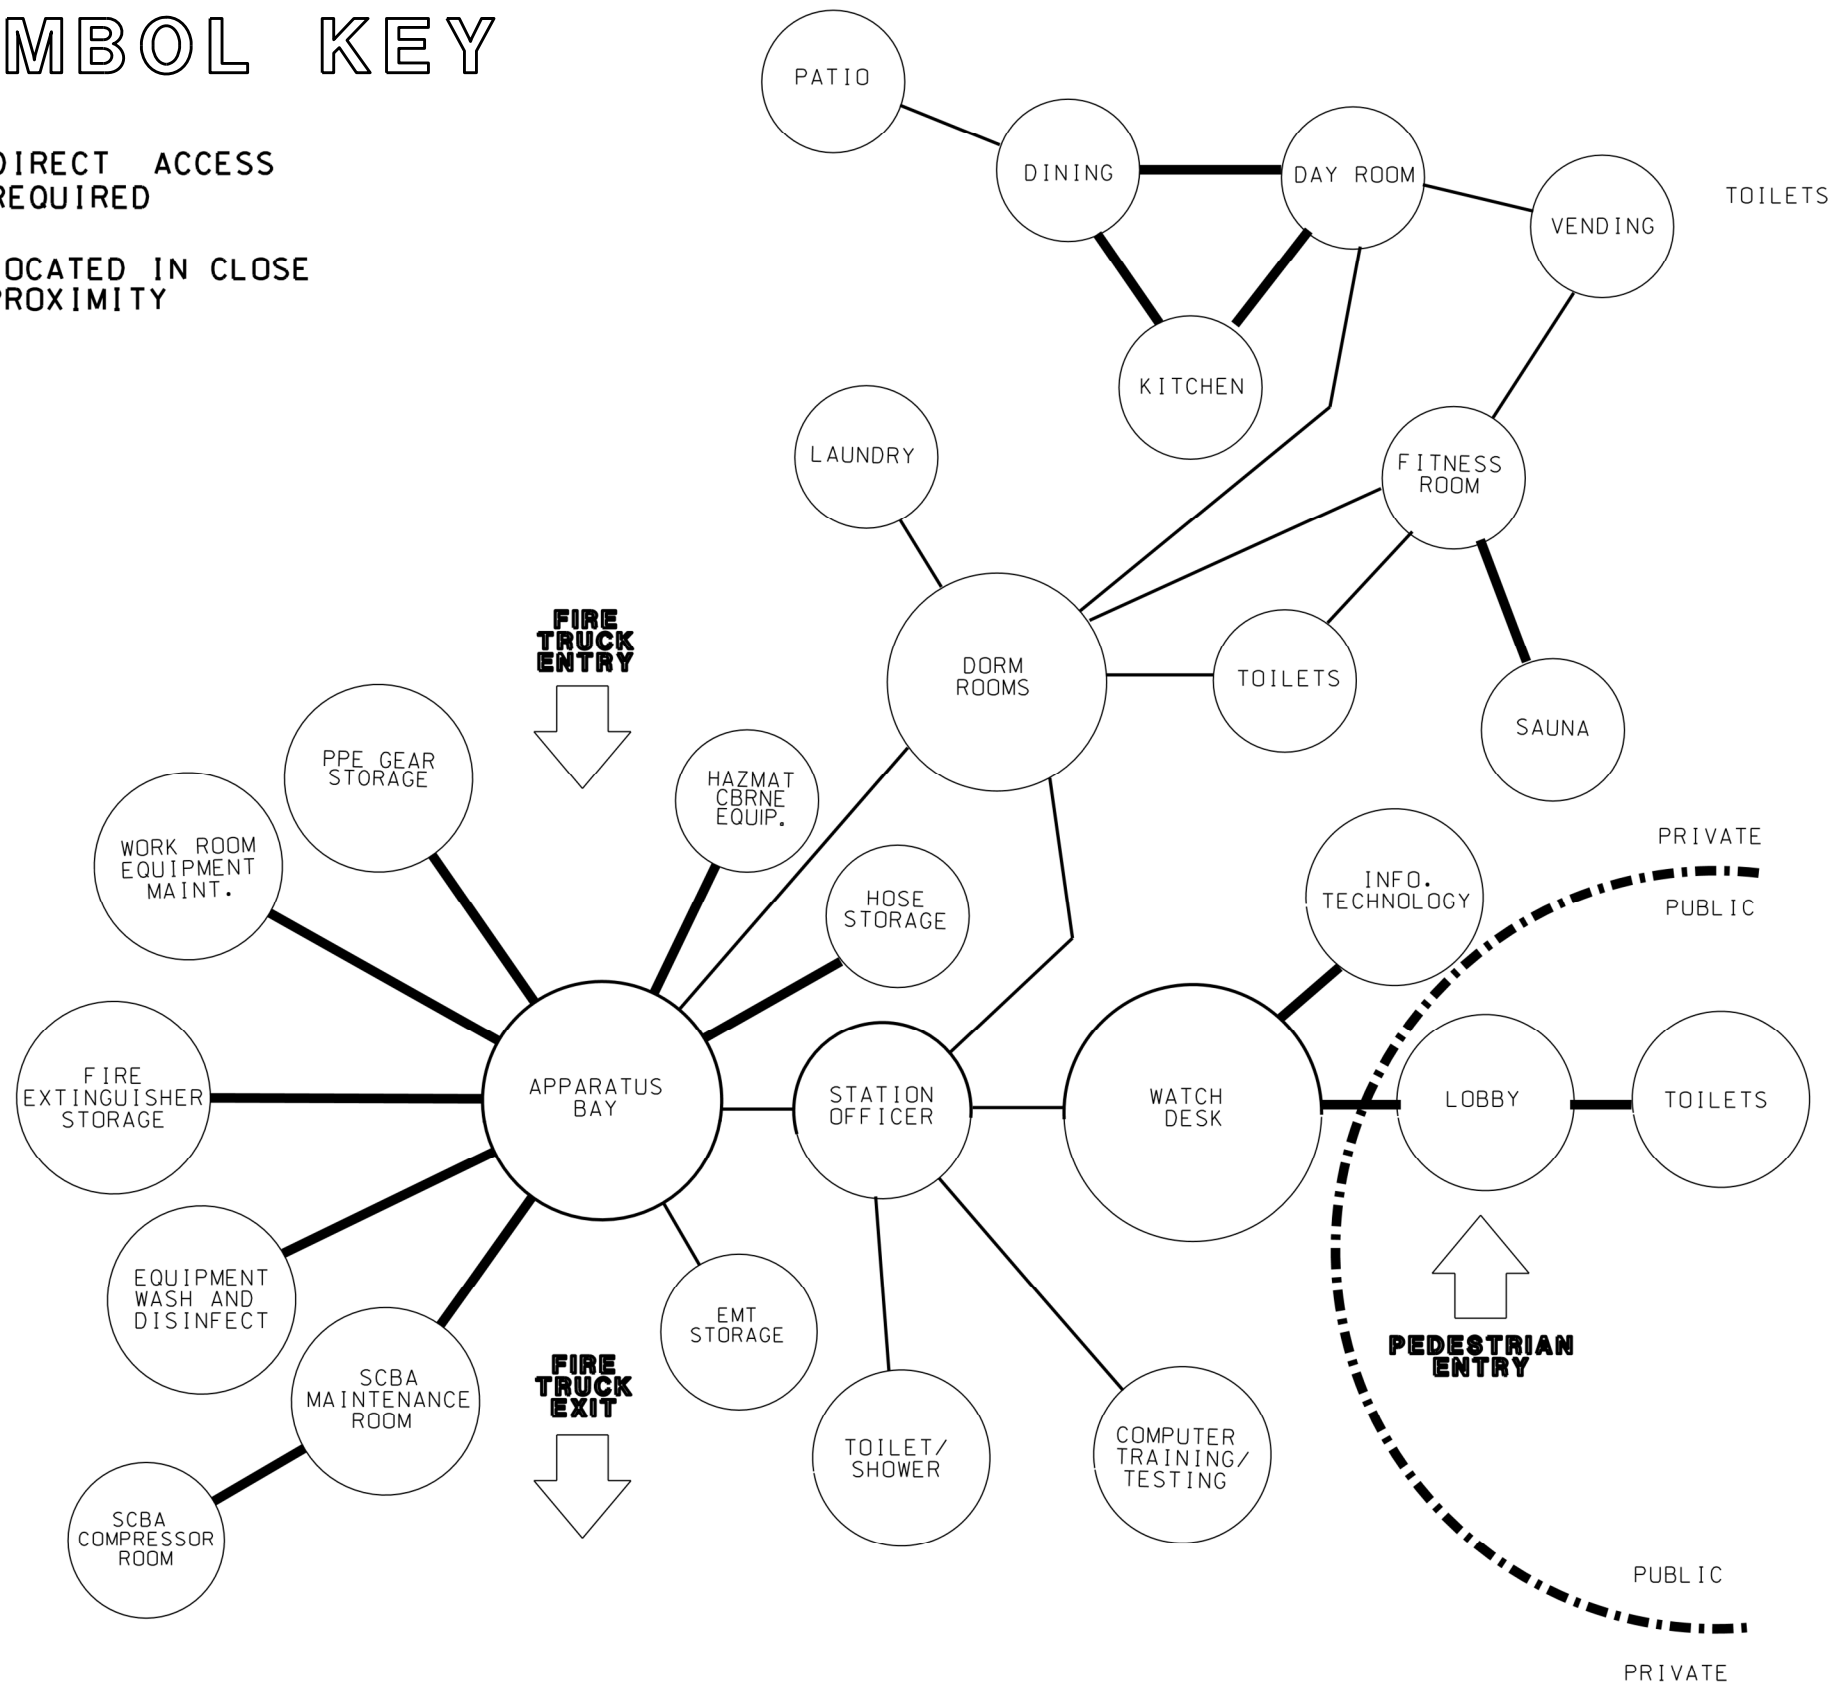 MBOL KEY
DIRECT ACCESS
REQUIRED
OCATED IN CLOSE
PROXIMITY
PATIO
DINING
DAY ROOM
VENDING
TOILETS
KITCHEN
LAUNDRY
FITNESS
ROOM
FIRE
TRUCK
ENTRY
DORM
ROOMS
TOILETS
SAUNA
PPE GEAR
STORAGE
HAZMAT
CBRNE
EQUIP.
WORK ROOM
EQUIPMENT
MAINT.
HOSE
STORAGE
INFO.
TECHNOLOGY
PRIVATE
PUBLIC
FIRE
EXTINGUISHER
STORAGE
APPARATUS
BAY
STATION
OFFICER
WATCH
DESK
LOBBY
TOILETS
EQUIPMENT
WASH AND
DISINFECT
EMT
STORAGE
PEDESTRIAN
ENTRY
SCBA
MAINTENANCE
ROOM
FIRE
TRUCK
EXIT
TOILET/
SHOWER
COMPUTER
TRAINING/
TESTING
SCBA
COMPRESSOR
ROOM
PUBLIC
PRIVATE